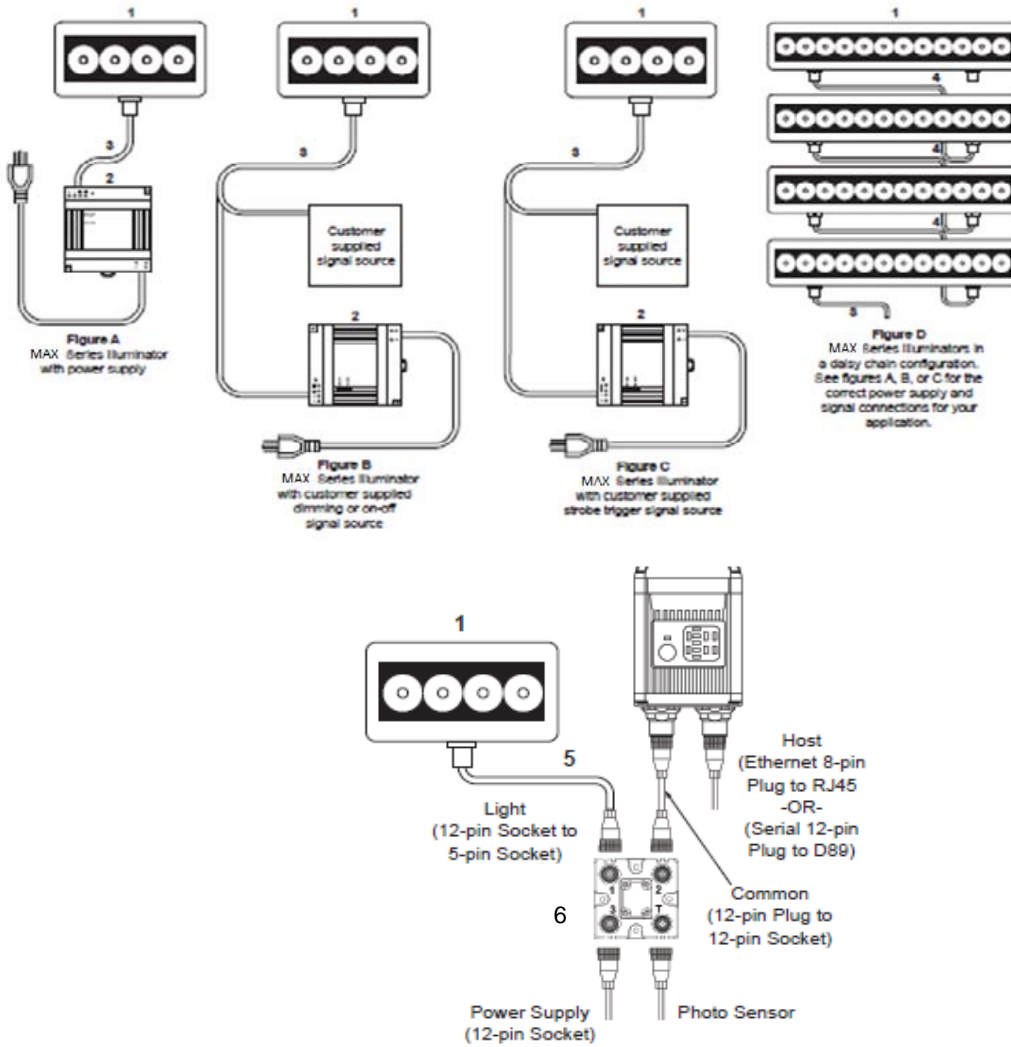 1
3
2
Figure A
MAX Series Illuminator
with power supply
1
3
Customer
supplied
signal source
2
Figure B
MAX Series Illuminator
with customer supplied
dimming or on-off
signal source
1
3
Customer
supplied
signal source
2
Figure C
MAX Series Illuminator
with customer supplied
strobe trigger signal source
1
4
4
4
3
Figure D
MAX Series Illuminators in
a daisy chain configuration.
See figures A, B, or C for the
correct power supply and
signal connections for your
application.
1
5
Light
(12-pin Socket to
5-pin Socket)
Host
(Ethernet 8-pin
Plug to RJ45
-OR-
(Serial 12-pin
Plug to D89)
Common
(12-pin Plug to
12-pin Socket)
6
1 2
3 T
Power Supply
(12-pin Socket)
Photo Sensor